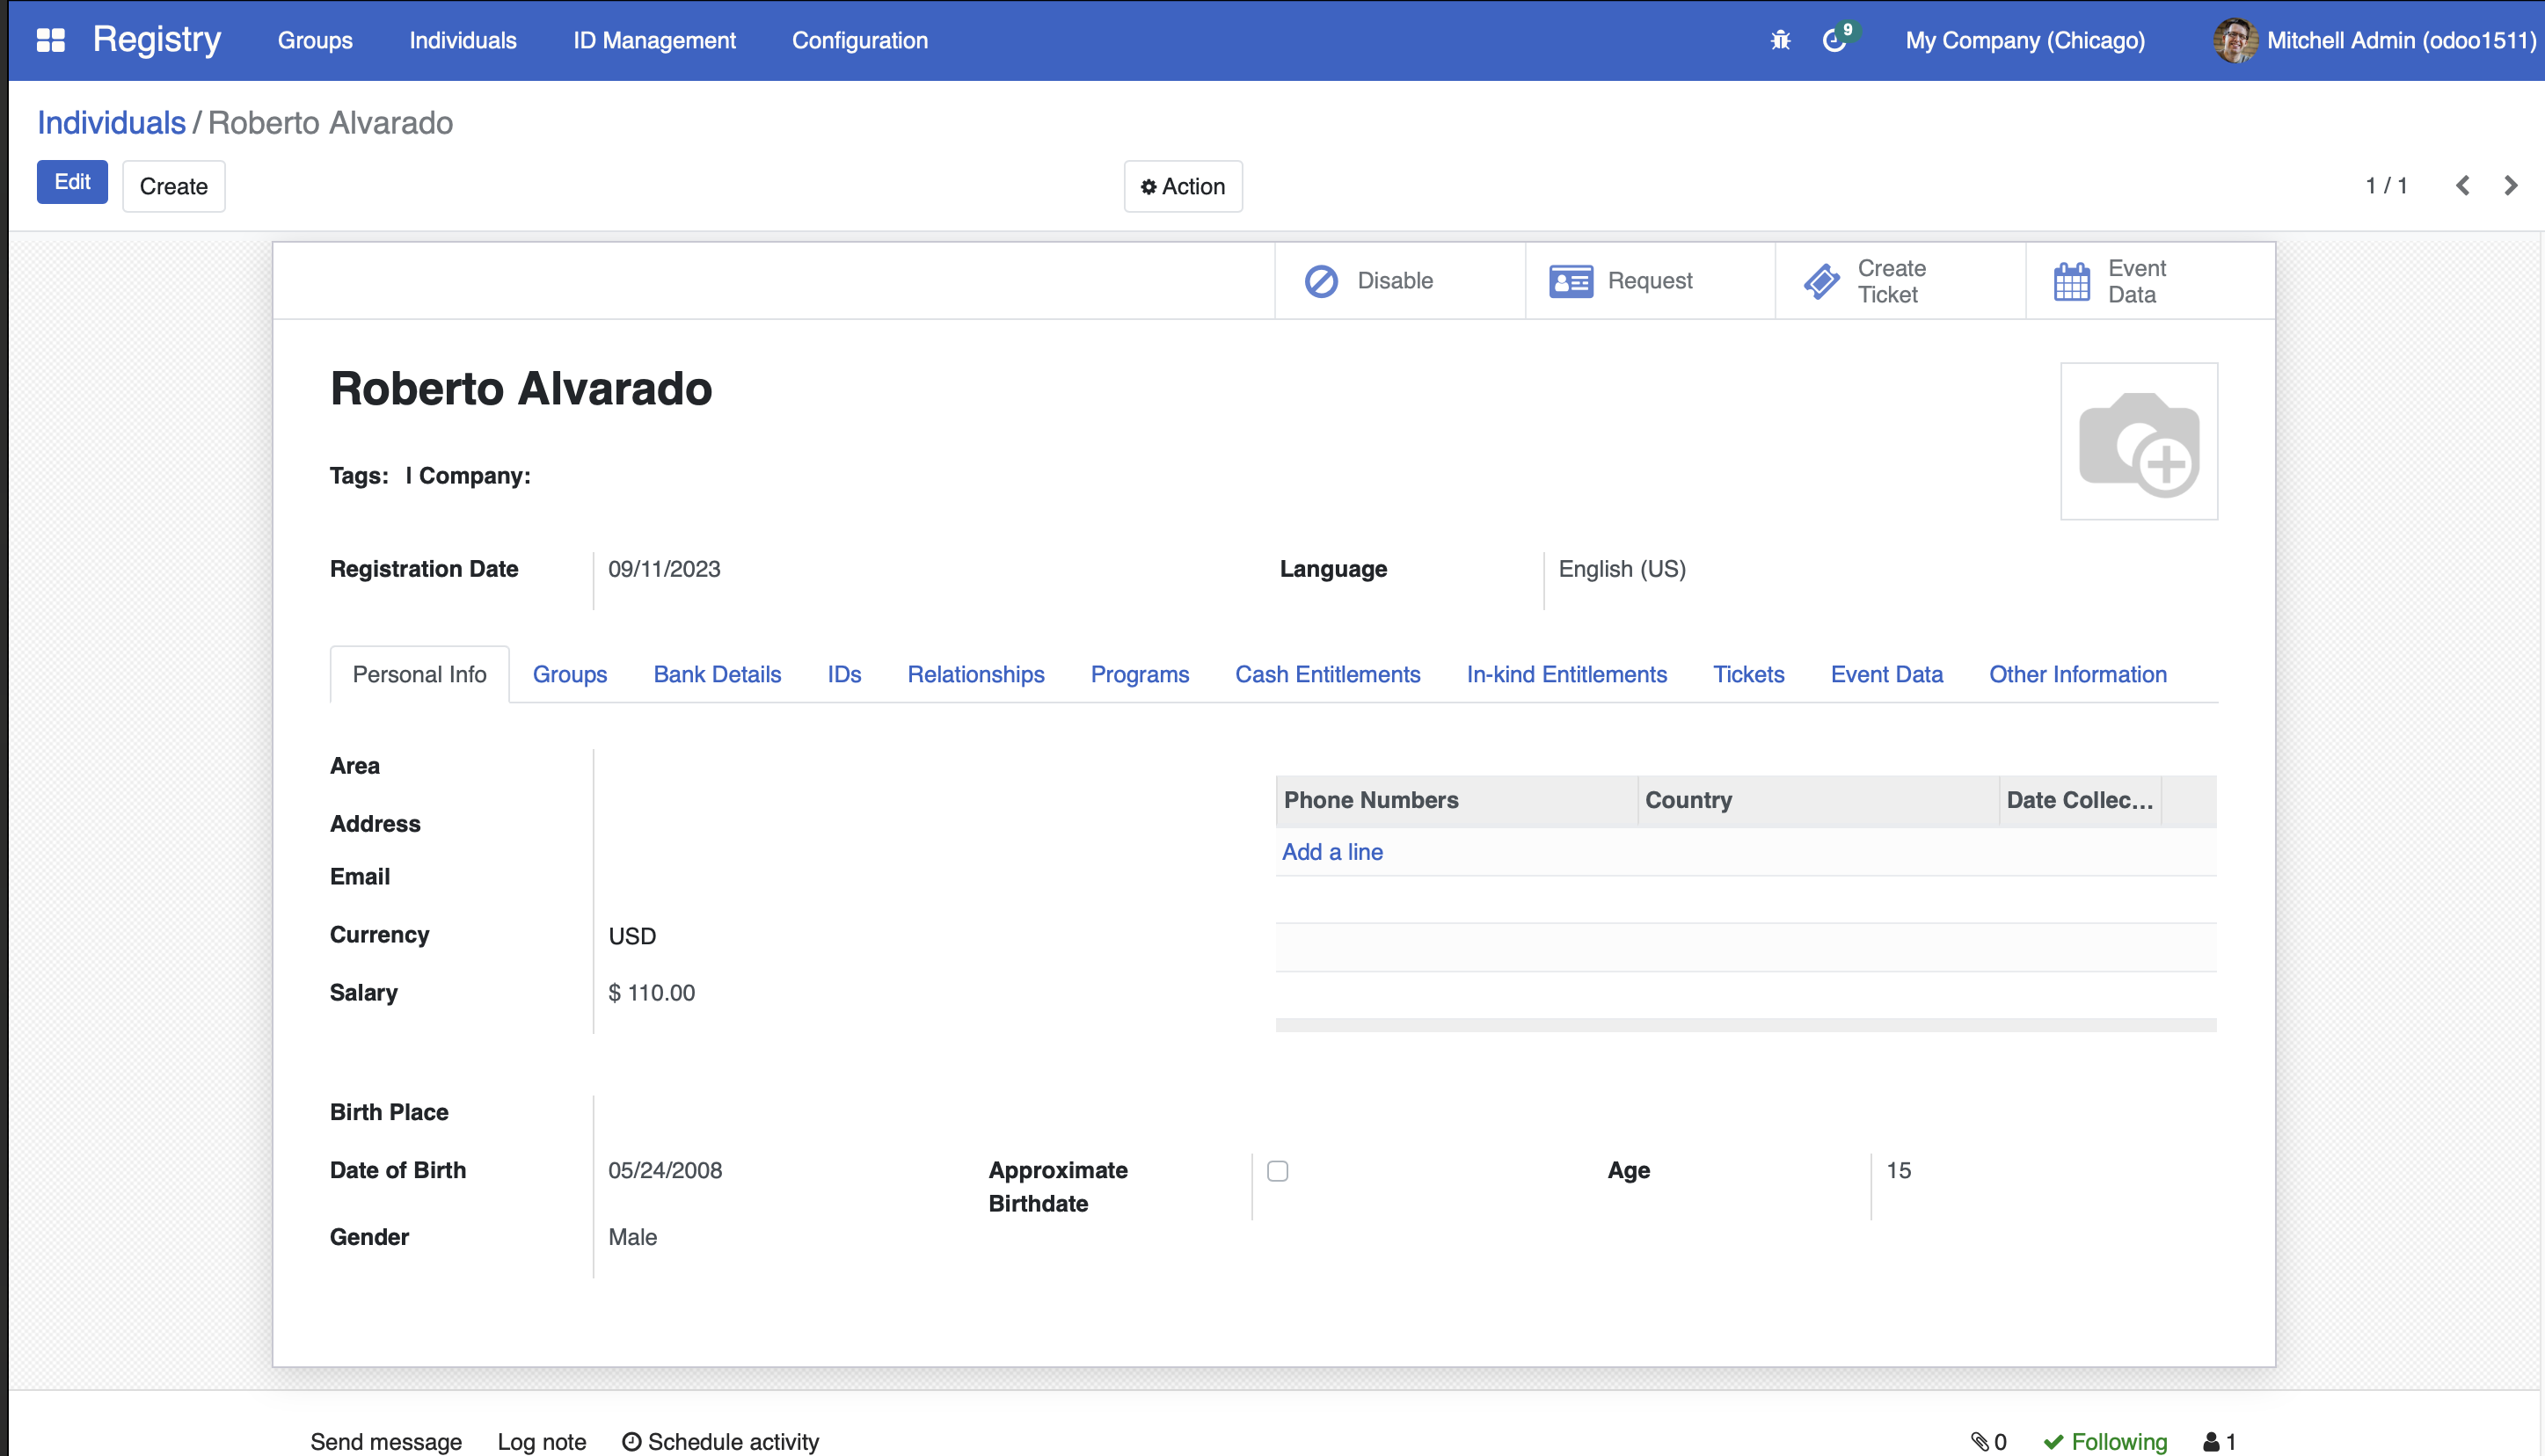 Registry Groups Individuals ID Management Configuration 9 My Company (Chicago) Mitchell Admin (odoo1511)
Individuals / Roberto Alvarado
Edit Create Action 1 / 1
Disable Request Create Ticket Event Data
Roberto Alvarado
Tags: | Company:
Registration Date 09/11/2023 Language English (US)
Personal Info Groups Bank Details IDs Relationships Programs Cash Entitlements In-kind Entitlements Tickets Event Data Other Information
Area
Phone Numbers Country Date Collec...
Address
Add a line
Email
Currency USD
Salary $ 110.00
Birth Place
Date of Birth 05/24/2008 Approximate Birthdate Age 15
Gender Male
Send message Log note Schedule activity 0 Following 1